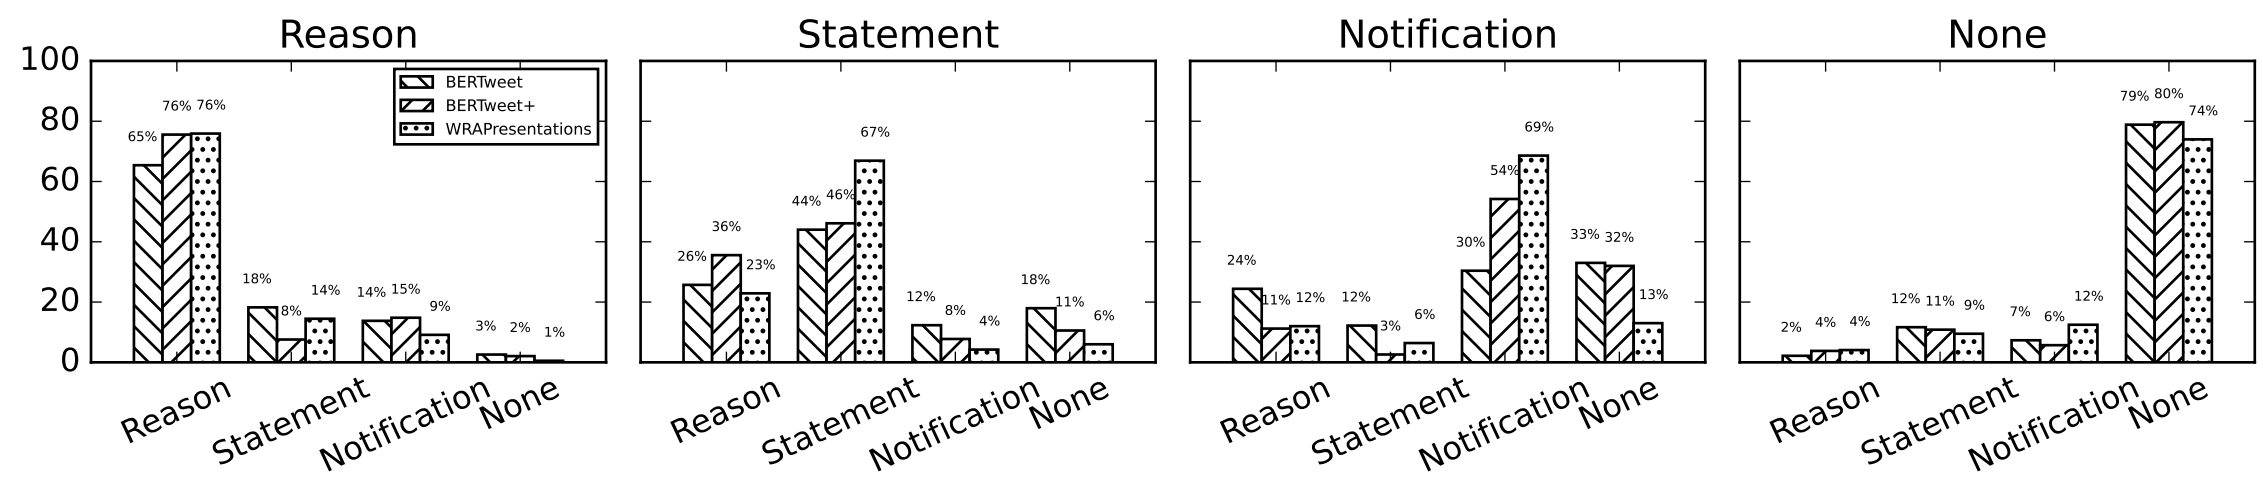 Reason
Statement
Notification
None
100
80
60
40
20
0
BERTweet
BERTweet+
WRAPresentations
65% 76% 76%
18% 8% 14%
14% 15% 9%
3% 2% 1%
Reason Statement Notification None
26% 36% 23%
44% 46% 67%
12% 8% 4%
18% 11% 6%
Reason Statement Notification None
24% 11% 12%
12% 3% 6%
30% 54% 69%
33% 32% 13%
Reason Statement Notification None
2% 4% 4%
12% 11% 9%
7% 6% 12%
79% 80% 74%
Reason Statement Notification None